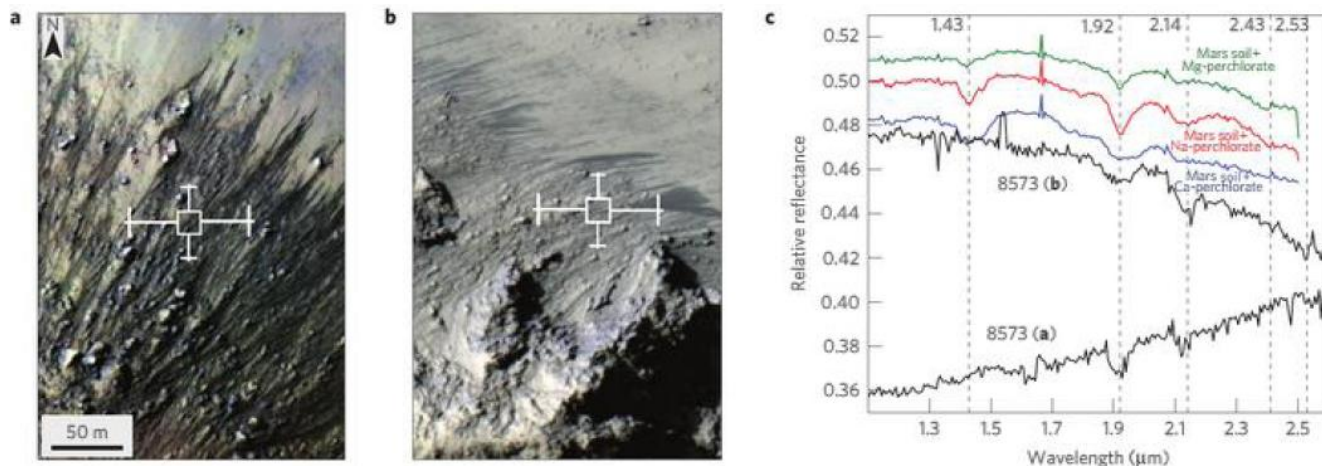 a
N
50 m
b
c
1.43
1.92
2.14
2.43
2.53
0.52
0.50
0.48
0.46
0.44
0.42
0.40
0.38
0.36
Relative reflectance
Mars soil+
Mg-perchlorate
Mars soil+
Na-perchlorate
Mars soil +
Ca-perchlorate
8573 (b)
8573 (a)
1.3
1.5
1.7
1.9
2.1
2.3
2.5
Wavelength (μm)